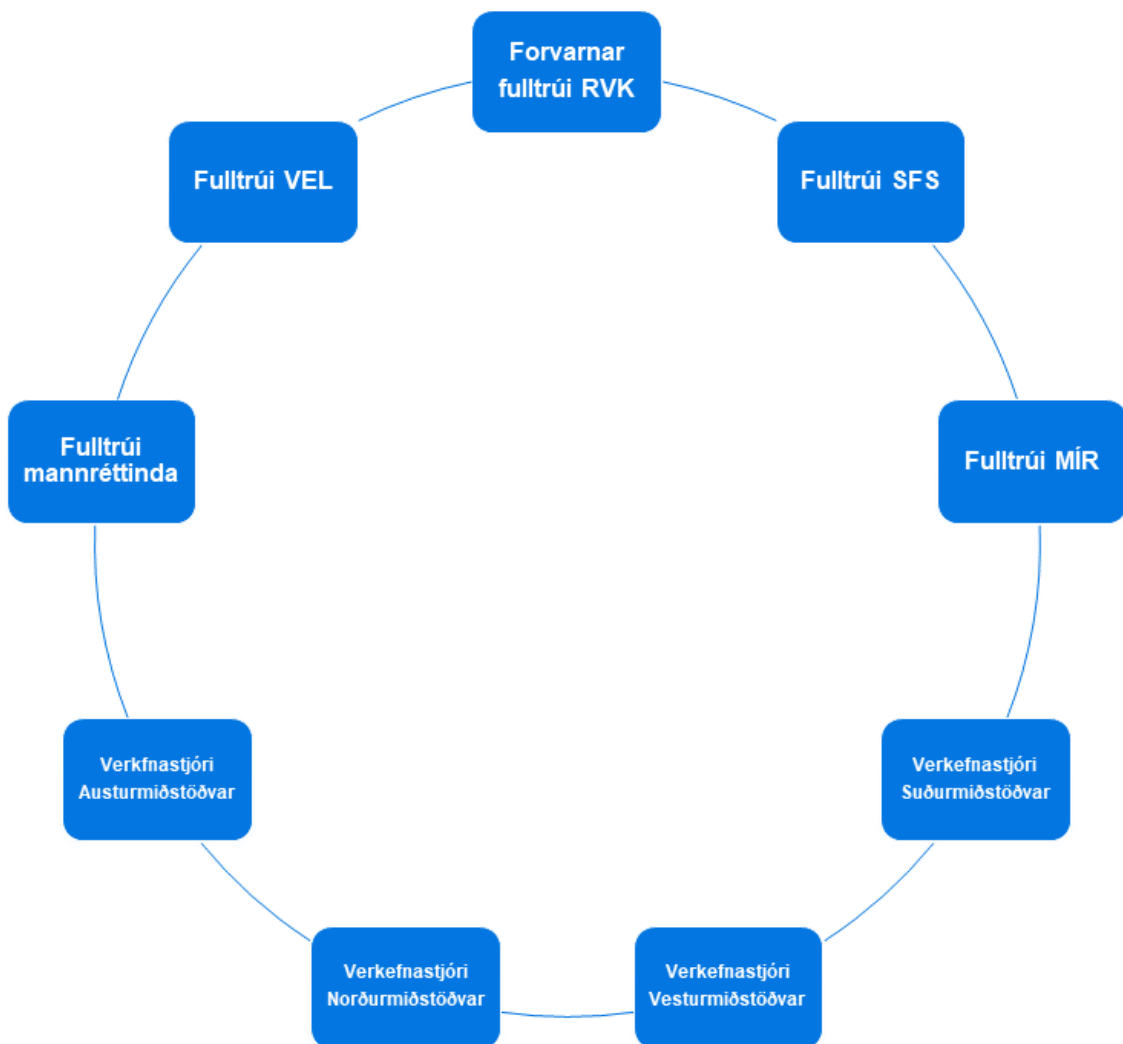 Forvarnar
fulltrúi RVK
Fulltrúi VEL
Fulltrúi SFS
Fulltrúi
mannréttinda
Fulltrúi MÍR
Verkfnastjóri
Austurmiðstöðvar
Verkefnastjóri
Suðurmiðstöðvar
Verkefnastjóri
Norðurmiðstöðvar
Verkefnastjóri
Vesturmiðstöðvar